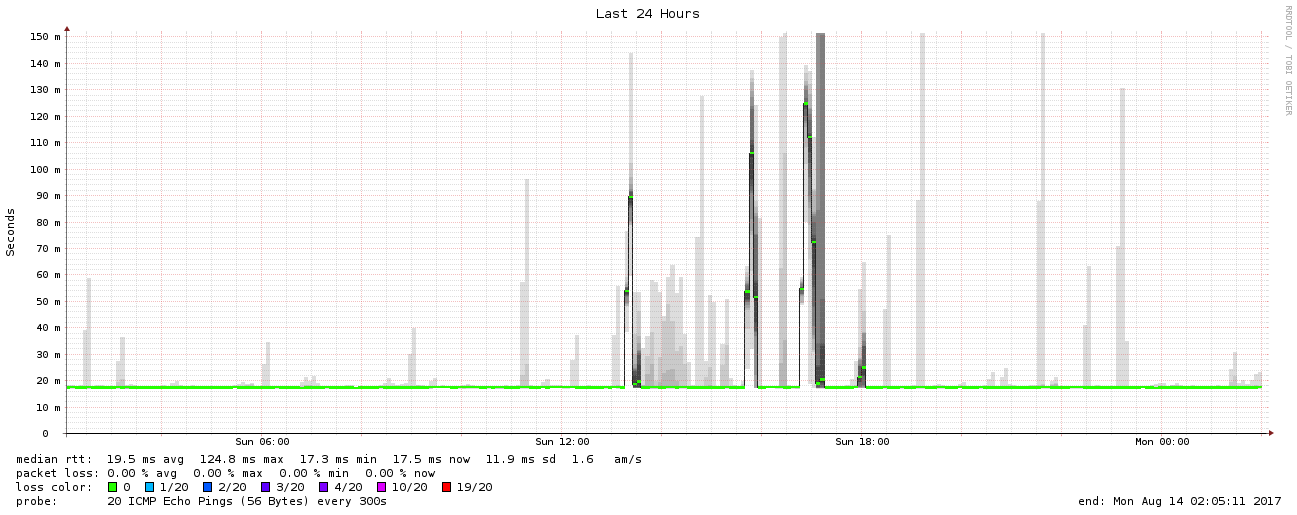 Last 24 Hours
RRDTOOL / TOBI OETIKER
Seconds
150 m
140 m
130 m
120 m
110 m
100 m
90 m
80 m
70 m
60 m
50 m
40 m
30 m
20 m
10 m
0
Sun 06:00 Sun 12:00 Sun 18:00 Mon 00:00
median rtt: 19.5 ms avg 124.8 ms max 17.3 ms min 17.5 ms now 11.9 ms sd 1.6 am/s
packet loss: 0.00 % avg 0.00 % max 0.00 % min 0.00 % now
loss color: 0 1/20 2/20 3/20 4/20 10/20 19/20
probe: 20 ICMP Echo Pings (56 Bytes) every 300s end: Mon Aug 14 02:05:11 2017